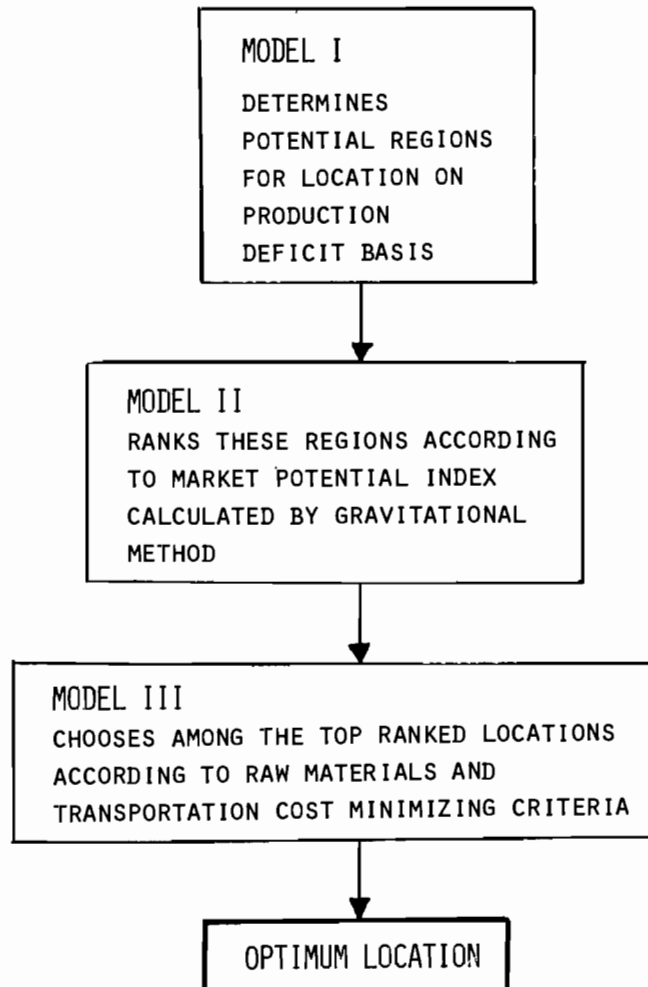 MODEL I
DETERMINES
POTENTIAL REGIONS
FOR LOCATION ON
PRODUCTION
DEFICIT BASIS
MODEL II
RANKS THESE REGIONS ACCORDING
TO MARKET POTENTIAL INDEX
CALCULATED BY GRAVITATIONAL
METHOD
MODEL III
CHOOSES AMONG THE TOP RANKED LOCATIONS
ACCORDING TO RAW MATERIALS AND
TRANSPORTATION COST MINIMIZING CRITERIA
OPTIMUM LOCATION